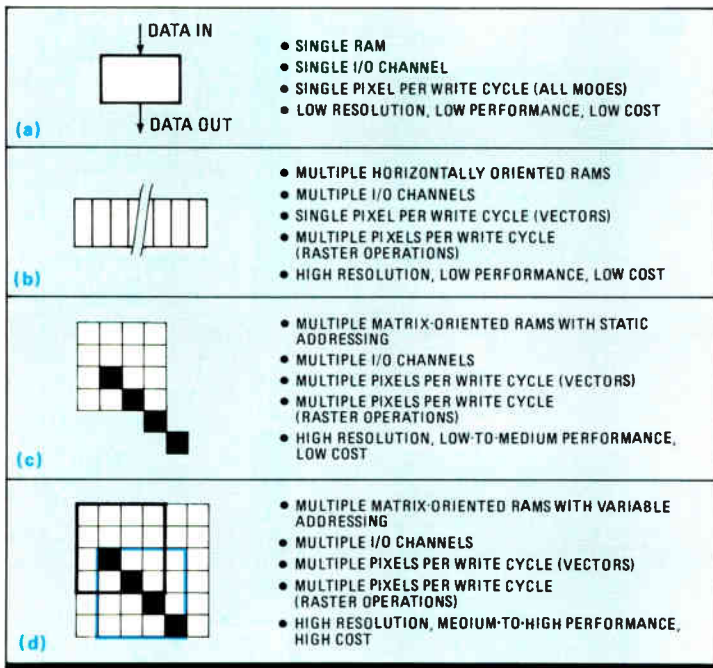 DATA IN
DATA OUT
(a)
• SINGLE RAM
• SINGLE I/O CHANNEL
• SINGLE PIXEL PER WRITE CYCLE (ALL MOOES)
• LOW RESOLUTION, LOW PERFORMANCE, LOW COST
(b)
• MULTIPLE HORIZONTALLY ORIENTED RAMS
• MULTIPLE I/O CHANNELS
• SINGLE PIXEL PER WRITE CYCLE (VECTORS)
• MULTIPLE PIXELS PER WRITE CYCLE
(RASTER OPERATIONS)
• HIGH RESOLUTION, LOW PERFORMANCE, LOW COST
(c)
• MULTIPLE MATRIX-ORIENTED RAMS WITH STATIC
ADDRESSING
• MULTIPLE I/O CHANNELS
• MULTIPLE PIXELS PER WRITE CYCLE (VECTORS)
• MULTIPLE PIXELS PER WRITE CYCLE
(RASTER OPERATIONS)
• HIGH RESOLUTION, LOW-TO-MEDIUM PERFORMANCE,
LOW COST
(d)
• MULTIPLE MATRIX-ORIENTED RAMS WITH VARIABLE
ADDRESSING
• MULTIPLE I/O CHANNELS
• MULTIPLE PIXELS PER WRITE CYCLE (VECTORS)
• MULTIPLE PIXELS PER WRITE CYCLE
(RASTER OPERATIONS)
• HIGH RESOLUTION, MEDIUM-TO-HIGH PERFORMANCE,
HIGH COST